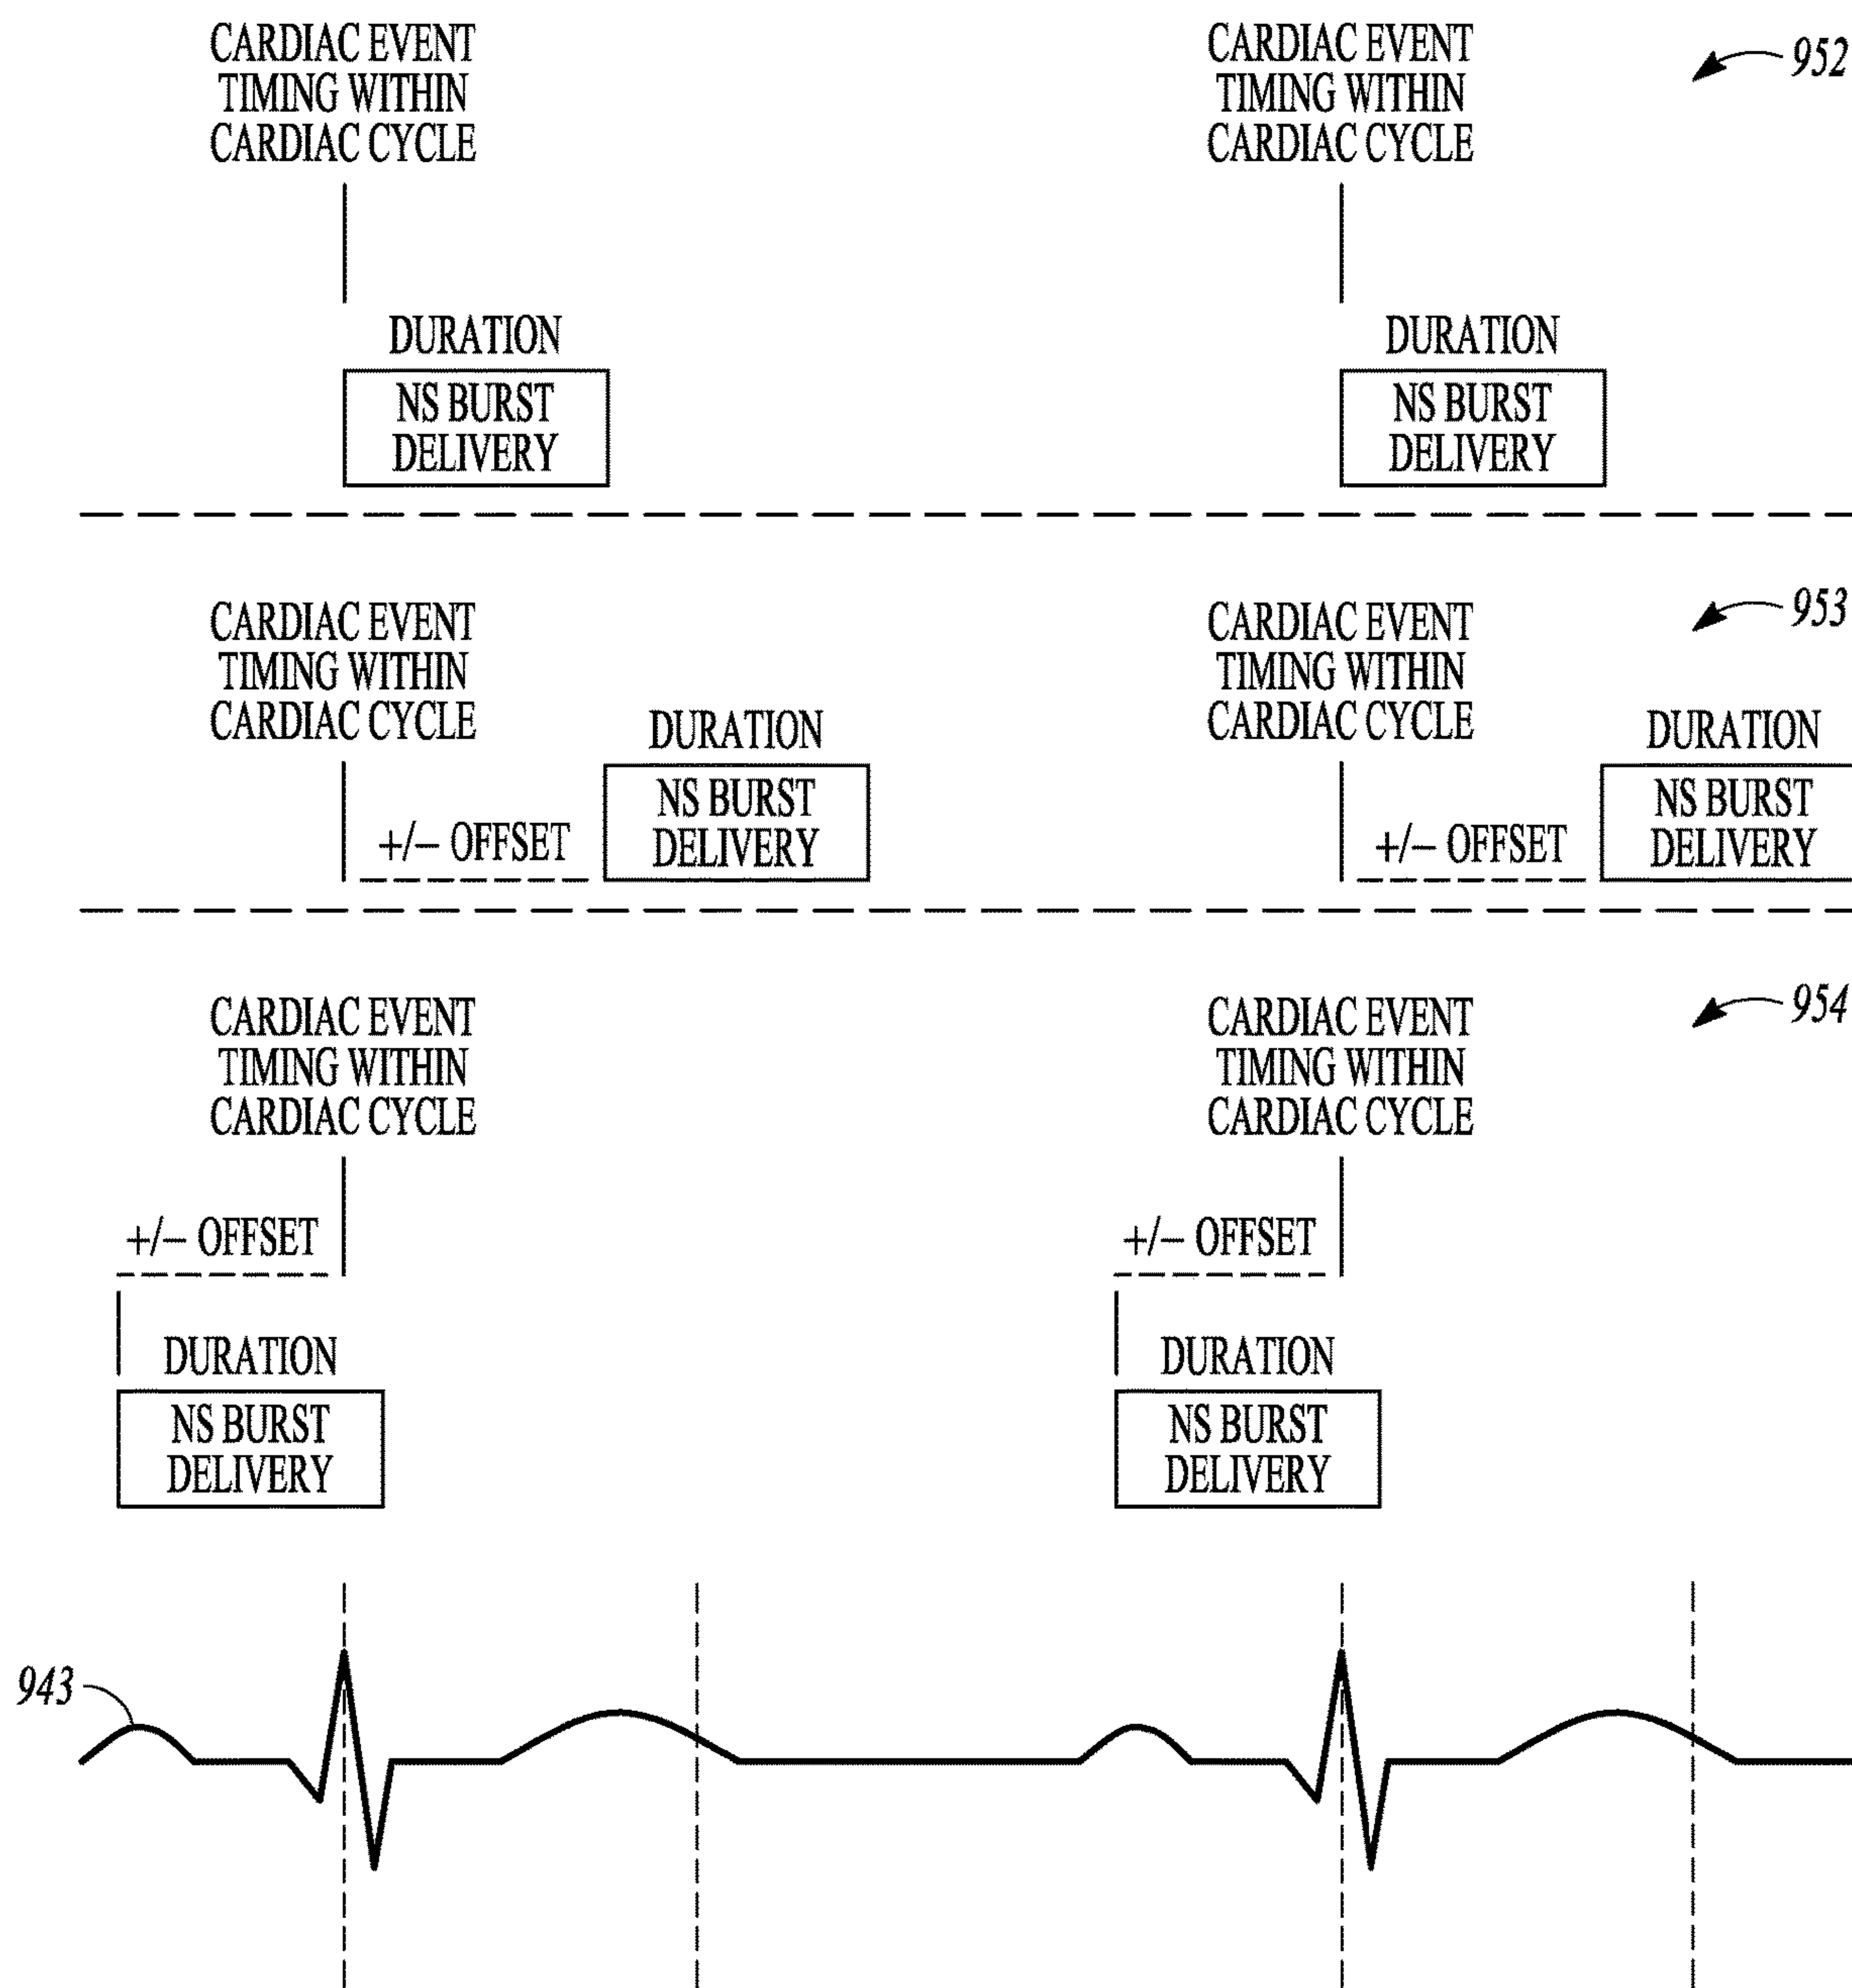 CARDIAC EVENT
TIMING WITHIN
CARDIAC CYCLE
CARDIAC EVENT
TIMING WITHIN
CARDIAC CYCLE
952
DURATION
NS BURST
DELIVERY
DURATION
NS BURST
DELIVERY
CARDIAC EVENT
TIMING WITHIN
CARDIAC CYCLE
+/− OFFSET
DURATION
NS BURST
DELIVERY
CARDIAC EVENT
TIMING WITHIN
CARDIAC CYCLE
+/− OFFSET
DURATION
NS BURST
DELIVERY
953
CARDIAC EVENT
TIMING WITHIN
CARDIAC CYCLE
+/− OFFSET
DURATION
NS BURST
DELIVERY
CARDIAC EVENT
TIMING WITHIN
CARDIAC CYCLE
+/− OFFSET
DURATION
NS BURST
DELIVERY
954
943